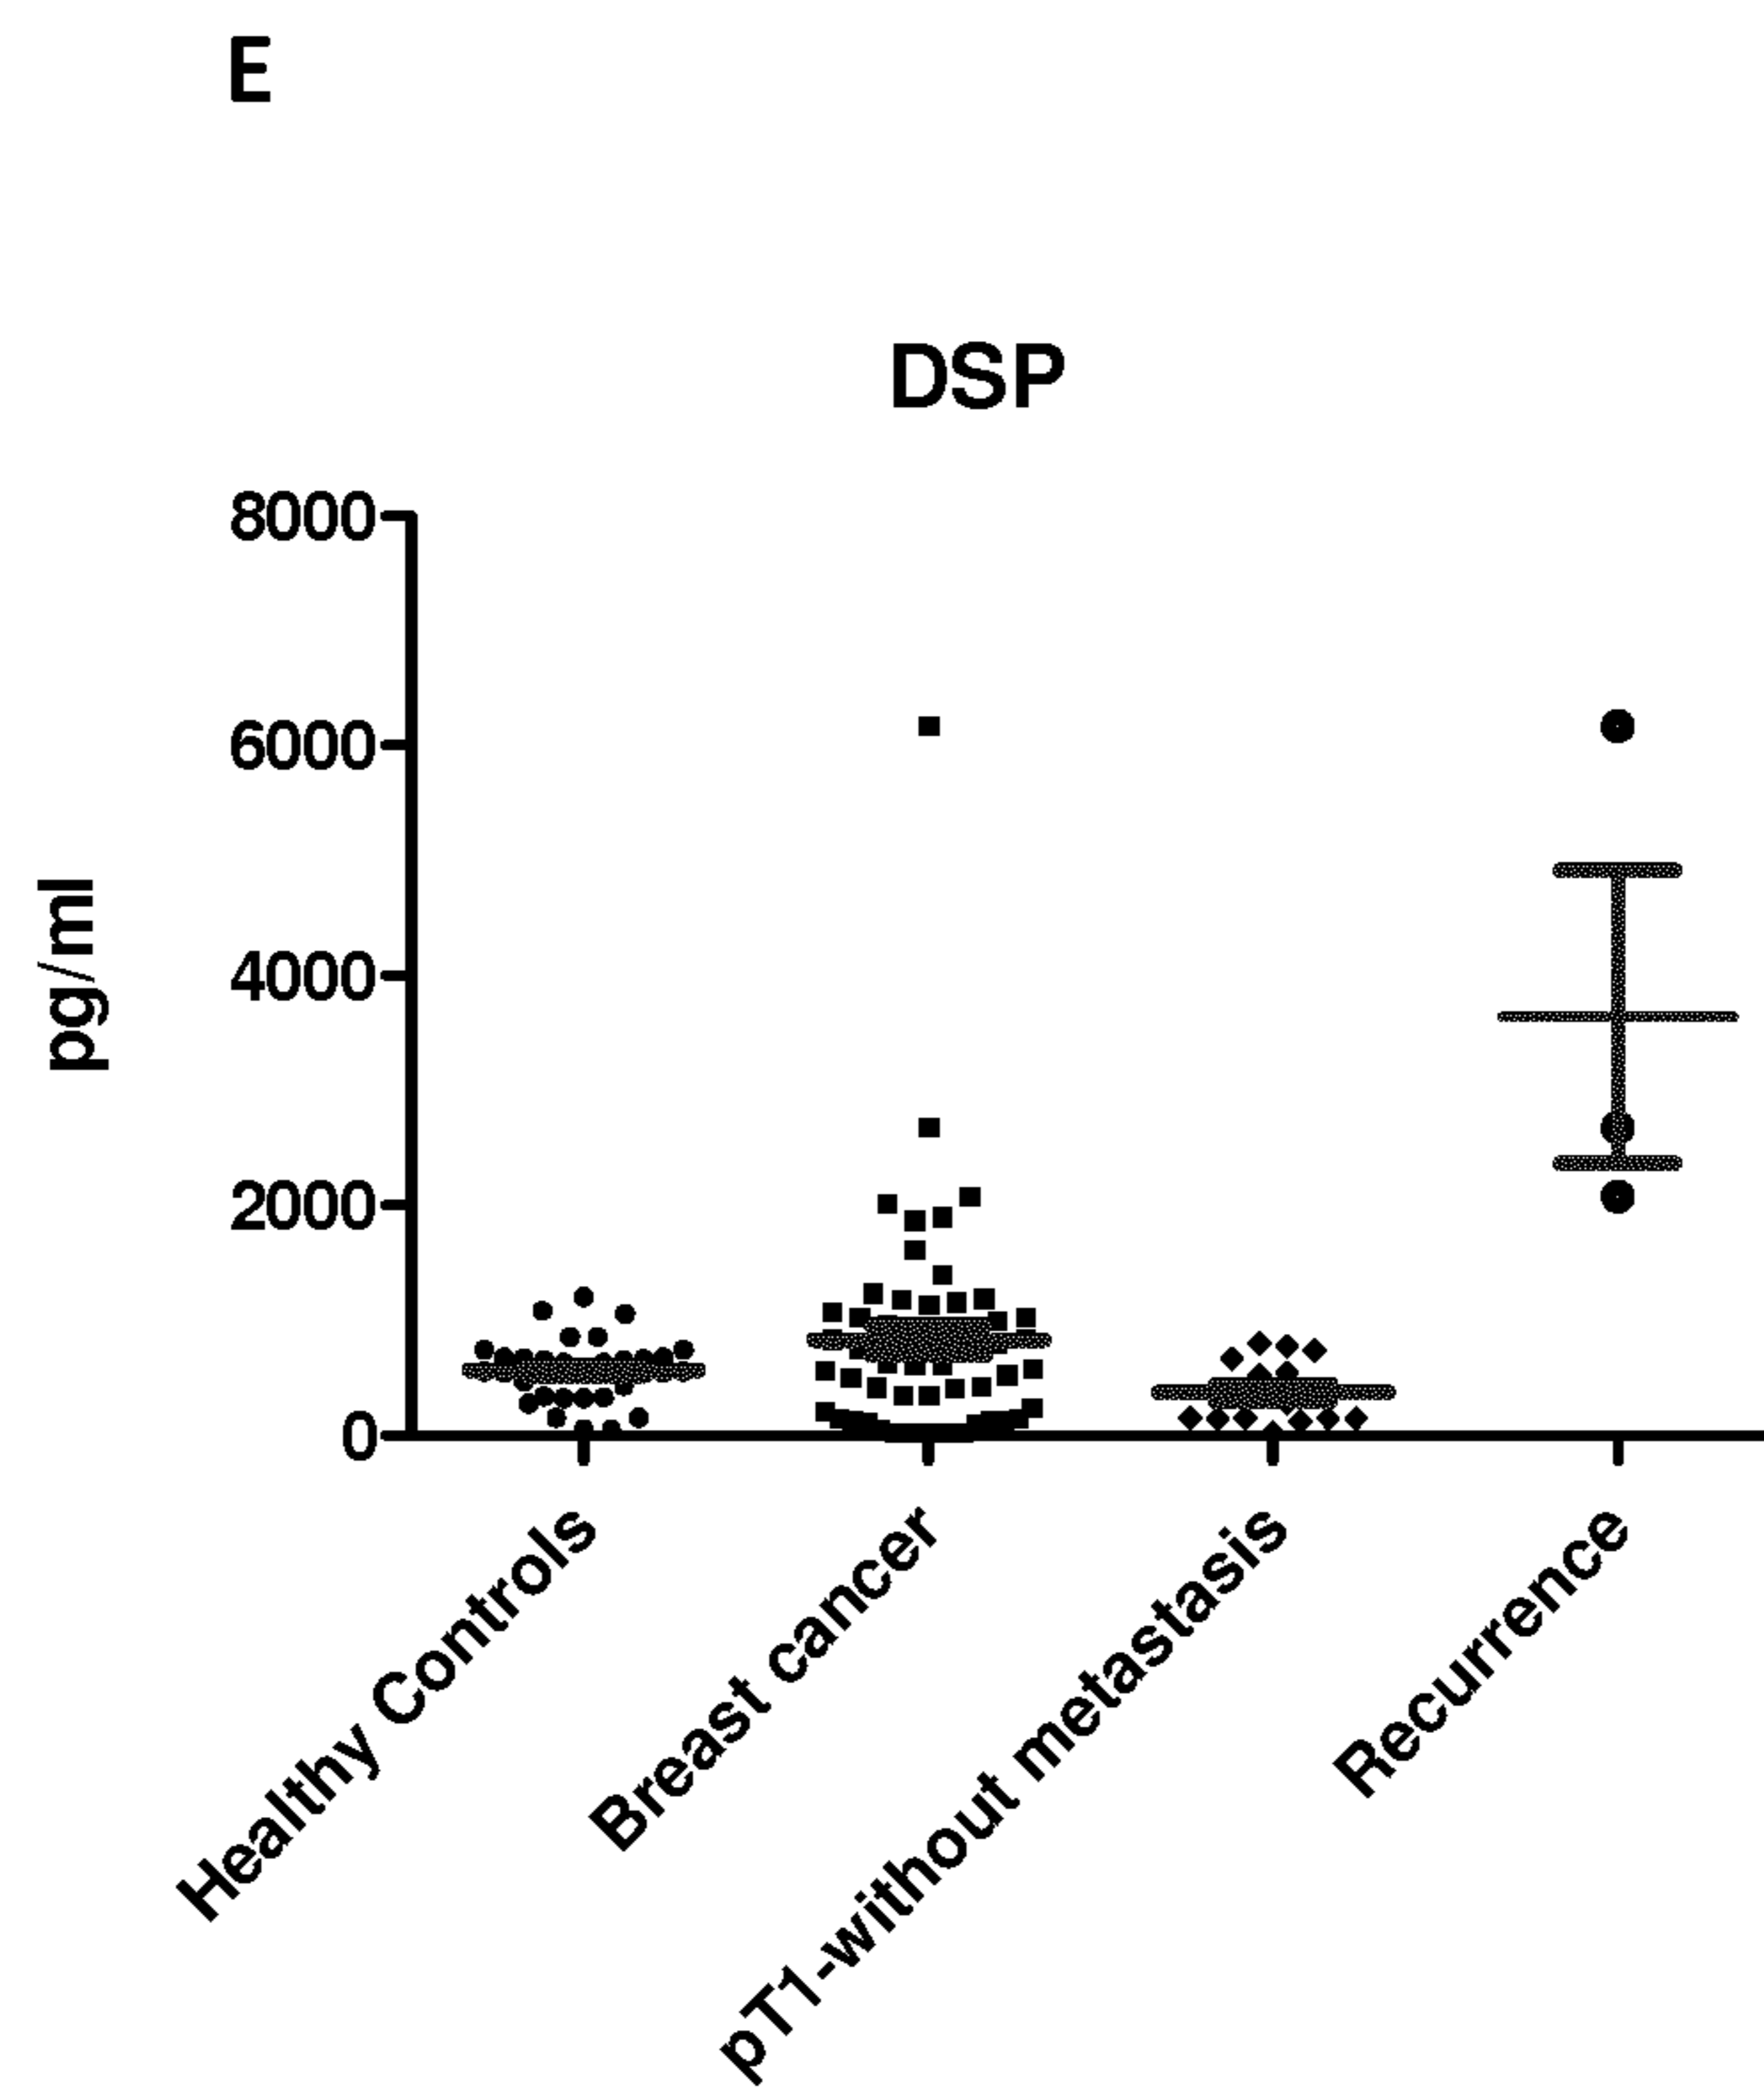 E
DSP
8000
6000
4000
2000
0
pg/ml
Healthy Controls
Breast cancer
pT1-without metastasis
Recurrence